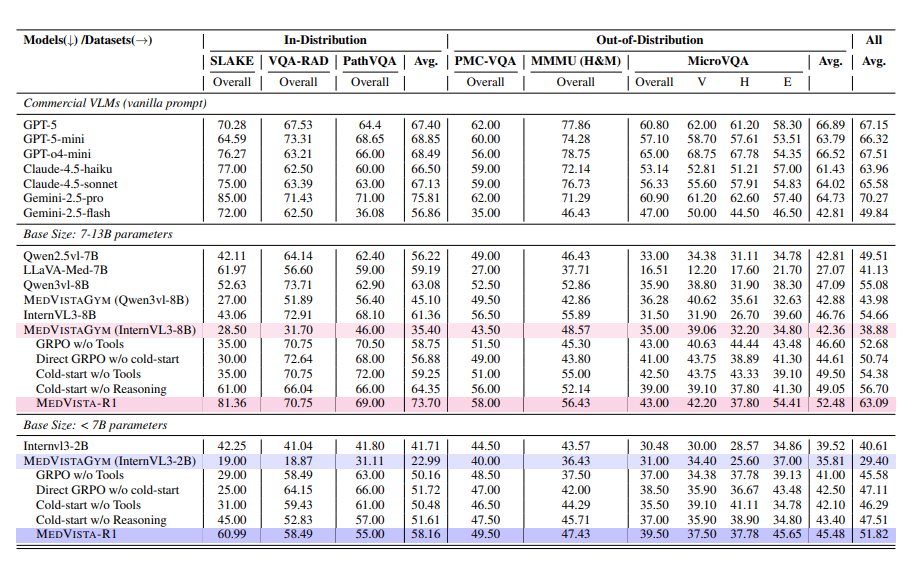 Models(↓) /Datasets(→) In-Distribution Out-of-Distribution All
SLAKE VQA-RAD PathVQA Avg. PMC-VQA MMMU (H&M) MicroVQA Avg. Avg.
Overall Overall Overall Overall Overall Overall V H E
Commercial VLMs (vanilla prompt)
GPT-5 70.28 67.53 64.4 67.40 62.00 77.86 60.80 62.00 61.20 58.30 66.89 67.15
GPT-5-mini 64.59 73.31 68.65 68.85 60.00 74.28 57.10 58.70 57.61 53.51 63.79 66.32
GPT-o4-mini 76.27 63.21 66.00 68.49 56.00 78.75 65.00 68.75 67.78 54.35 66.52 67.51
Claude-4.5-haiku 77.00 62.50 60.00 66.50 59.00 72.14 53.14 52.81 51.21 57.00 61.43 63.96
Claude-4.5-sonnet 75.00 63.39 63.00 67.13 59.00 76.73 56.33 55.60 57.91 54.83 64.02 65.58
Gemini-2.5-pro 85.00 71.43 71.00 75.81 62.00 71.29 60.90 61.20 62.60 57.40 64.73 70.27
Gemini-2.5-flash 72.00 62.50 36.08 56.86 35.00 46.43 47.00 50.00 44.50 46.50 42.81 49.84
Base Size: 7-13B parameters
Qwen2.5vl-7B 42.11 64.14 62.40 56.22 49.00 46.43 33.00 34.38 31.11 34.78 42.81 49.51
LLaVA-Med-7B 61.97 56.60 59.00 59.19 27.00 37.71 16.51 12.20 17.60 21.70 27.07 41.13
Qwen3vl-8B 52.63 73.71 62.90 63.08 52.50 52.86 35.90 38.80 31.90 38.30 47.09 55.08
MEDVISTAGYM (Qwen3vl-8B) 27.00 51.89 56.40 45.10 49.50 42.86 36.28 40.62 35.61 32.63 42.88 43.98
InternVL3-8B 43.06 72.91 68.10 61.36 56.50 55.89 31.50 31.90 26.70 39.60 46.76 54.66
MEDVISTAGYM (InternVL3-8B) 28.50 31.70 46.00 35.40 43.50 48.57 35.00 39.06 32.20 34.80 42.36 38.88
GRPO w/o Tools 35.00 70.75 70.50 58.75 51.50 45.30 43.00 40.63 44.44 43.48 46.60 52.68
Direct GRPO w/o cold-start 30.00 72.64 68.00 56.88 49.00 43.80 41.00 43.75 38.89 41.30 44.61 50.74
Cold-start w/o Tools 35.00 70.75 72.00 59.25 51.00 55.00 42.50 43.75 43.33 39.10 49.50 54.38
Cold-start w/o Reasoning 61.00 66.04 66.00 64.35 56.00 52.14 39.00 39.10 37.80 41.30 49.05 56.70
MEDVISTA-R1 81.36 70.75 69.00 73.70 58.00 56.43 43.00 42.20 37.80 54.41 52.48 63.09
Base Size: < 7B parameters
Internvl3-2B 42.25 41.04 41.80 41.71 44.50 43.57 30.48 30.00 28.57 34.86 39.52 40.61
MEDVISTAGYM (InternVL3-2B) 19.00 18.87 31.11 22.99 40.00 36.43 31.00 34.40 25.60 37.00 35.81 29.40
GRPO w/o Tools 29.00 58.49 63.00 50.16 48.50 37.50 37.00 34.38 37.78 39.13 41.00 45.58
Direct GRPO w/o cold-start 25.00 64.15 66.00 51.72 47.00 42.00 38.50 35.90 36.67 43.48 42.50 47.11
Cold-start w/o Tools 31.00 59.43 61.00 50.48 46.50 44.29 35.50 39.10 41.11 34.78 42.10 46.29
Cold-start w/o Reasoning 45.00 52.83 57.00 51.61 47.50 45.71 37.00 35.90 38.90 34.80 43.40 47.51
MEDVISTA-R1 60.99 58.49 55.00 58.16 49.50 47.43 39.50 37.50 37.78 45.65 45.48 51.82